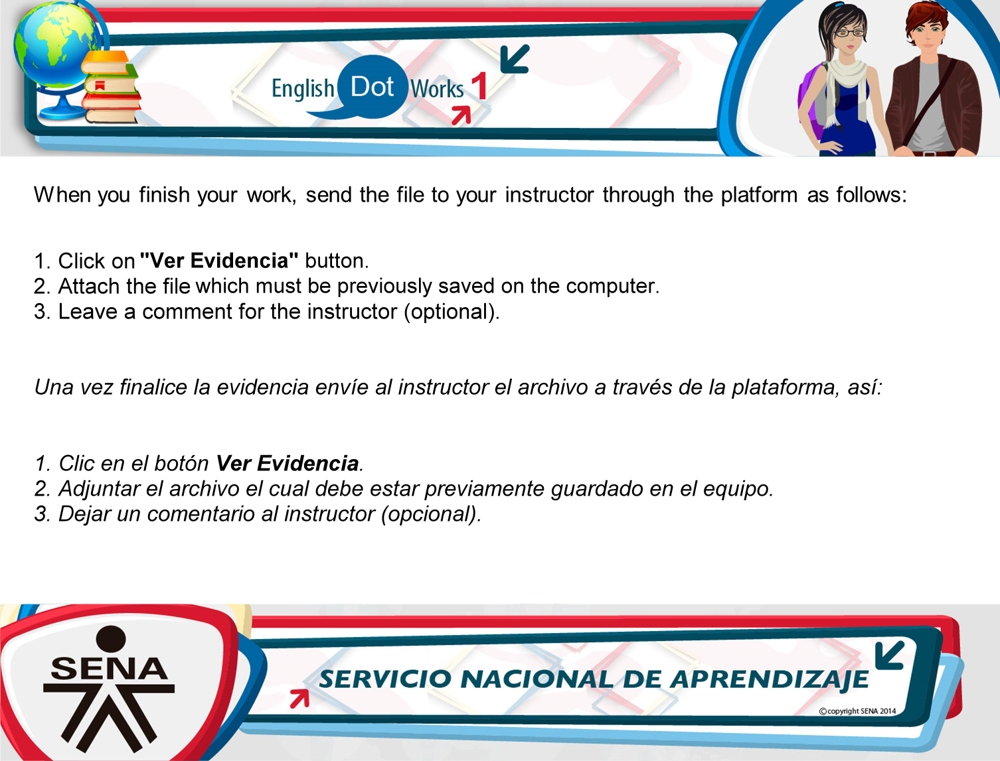 English Dot Works 1
When you finish your work, send the file to your instructor through the platform as follows:
1. Click on "Ver Evidencia" button.
2. Attach the file which must be previously saved on the computer.
3. Leave a comment for the instructor (optional).
Una vez finalice la evidencia envíe al instructor el archivo a través de la plataforma, así:
1. Clic en el botón Ver Evidencia.
2. Adjuntar el archivo el cual debe estar previamente guardado en el equipo.
3. Dejar un comentario al instructor (opcional).
SENA
SERVICIO NACIONAL DE APRENDIZAJE
©copyright SENA 2014